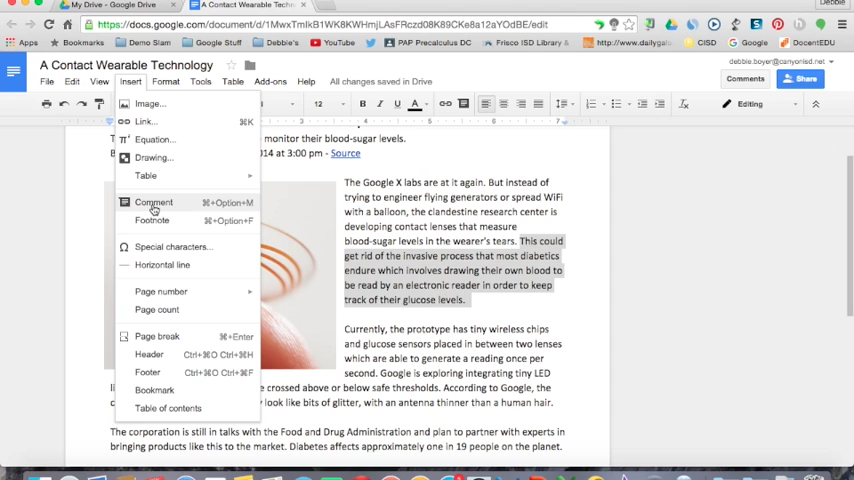 My Drive - Google Drive
A Contact Wearable Techn
Debbie
https://docs.google.com/document/d/1MwxTmlkB1WK8KWHmjLAsFRczd08K89CKe8a12YAOdWE/edit
Apps
Bookmarks
Demo Slam
Google Stuff
Debbie's
YouTube
PAP Precalculus DC
Frisco ISD Library &
http://www.dailygala
CISD
Google
DocentEDU
A Contact Wearable Technology
debbie.boyer@canyonisd.net
File Edit View Insert Format Tools Table Add-ons Help All changes saved in Drive
Comments
Share
12
B I U A
Editing
Image...
Link... ⌘K
Equation...
Drawing...
Table
Comment ⌘+Option+M
Footnote ⌘+Option+F
Special characters...
Horizontal line
Page number
Page count
Page break ⌘+Enter
Header Ctrl+⌘O Ctrl+⌘H
Footer Ctrl+⌘O Ctrl+⌘F
Bookmark
Table of contents
monitor their blood-sugar levels.
014 at 3:00 pm - Source
The Google X labs are at it again. But instead of
trying to engineer flying generators or spread WiFi
with a balloon, the clandestine research center is
developing contact lenses that measure
blood-sugar levels in the wearer's tears. This could
get rid of the invasive process that most diabetics
endure which involves drawing their own blood to
be read by an electronic reader in order to keep
track of their glucose levels.
Currently, the prototype has tiny wireless chips
and glucose sensors placed in between two lenses
which are able to generate a reading once per
second. Google is exploring integrating tiny LED
crossed above or below safe thresholds. According to Google, the
look like bits of glitter, with an antenna thinner than a human hair.
The corporation is still in talks with the Food and Drug Administration and plan to partner with experts in
bringing products like this to the market. Diabetes affects approximately one in 19 people on the planet.